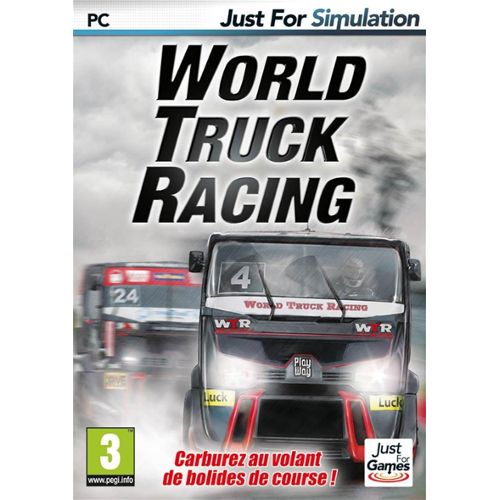 PC
Just For Simulation
WORLD
TRUCK
RACING
4
24
WORLD TRUCK RACING
WTR
WTR
PlayWay
Luck
Luck
3
www.pegi.info
Carburez au volant
de bolides de course !
Just
For
Games